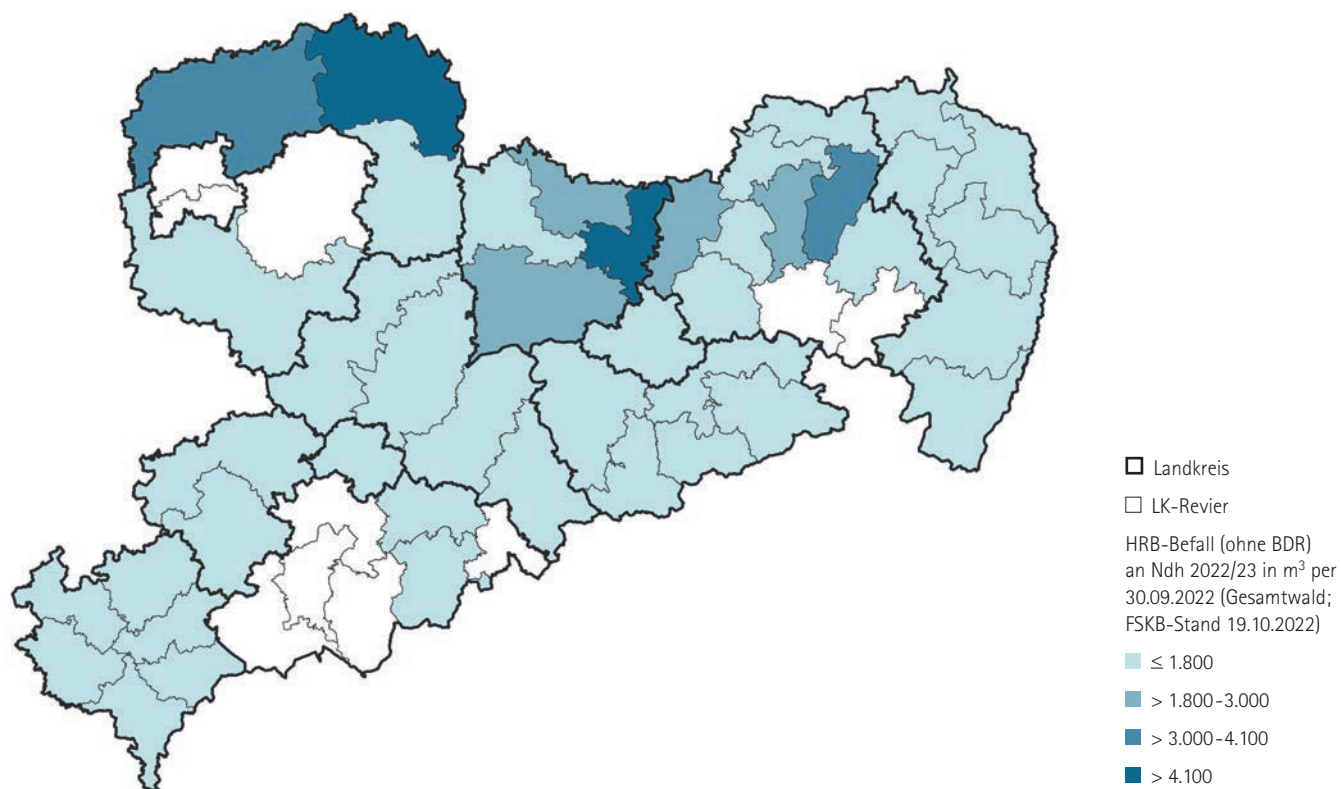 Landkreis
LK-Revier
HRB-Befall (ohne BDR)
an Ndh 2022/23 in m³ per
30.09.2022 (Gesamtwald;
FSKB-Stand 19.10.2022)
≤ 1.800
> 1.800-3.000
> 3.000-4.100
> 4.100